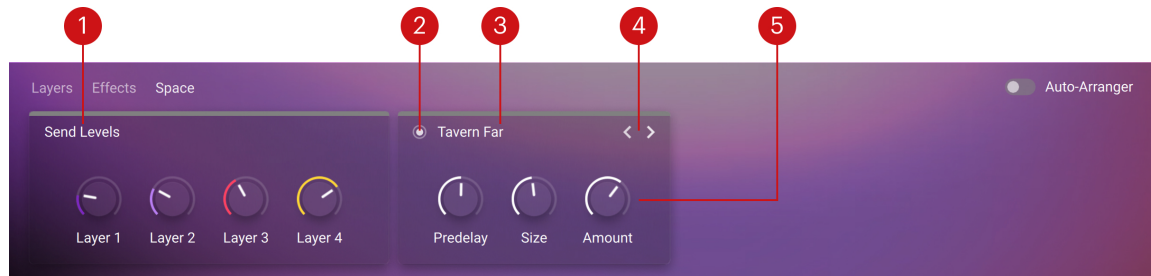 1 2 3 4 5
Layers Effects Space Auto-Arranger
Send Levels Tavern Far
Layer 1 Layer 2 Layer 3 Layer 4 Predelay Size Amount